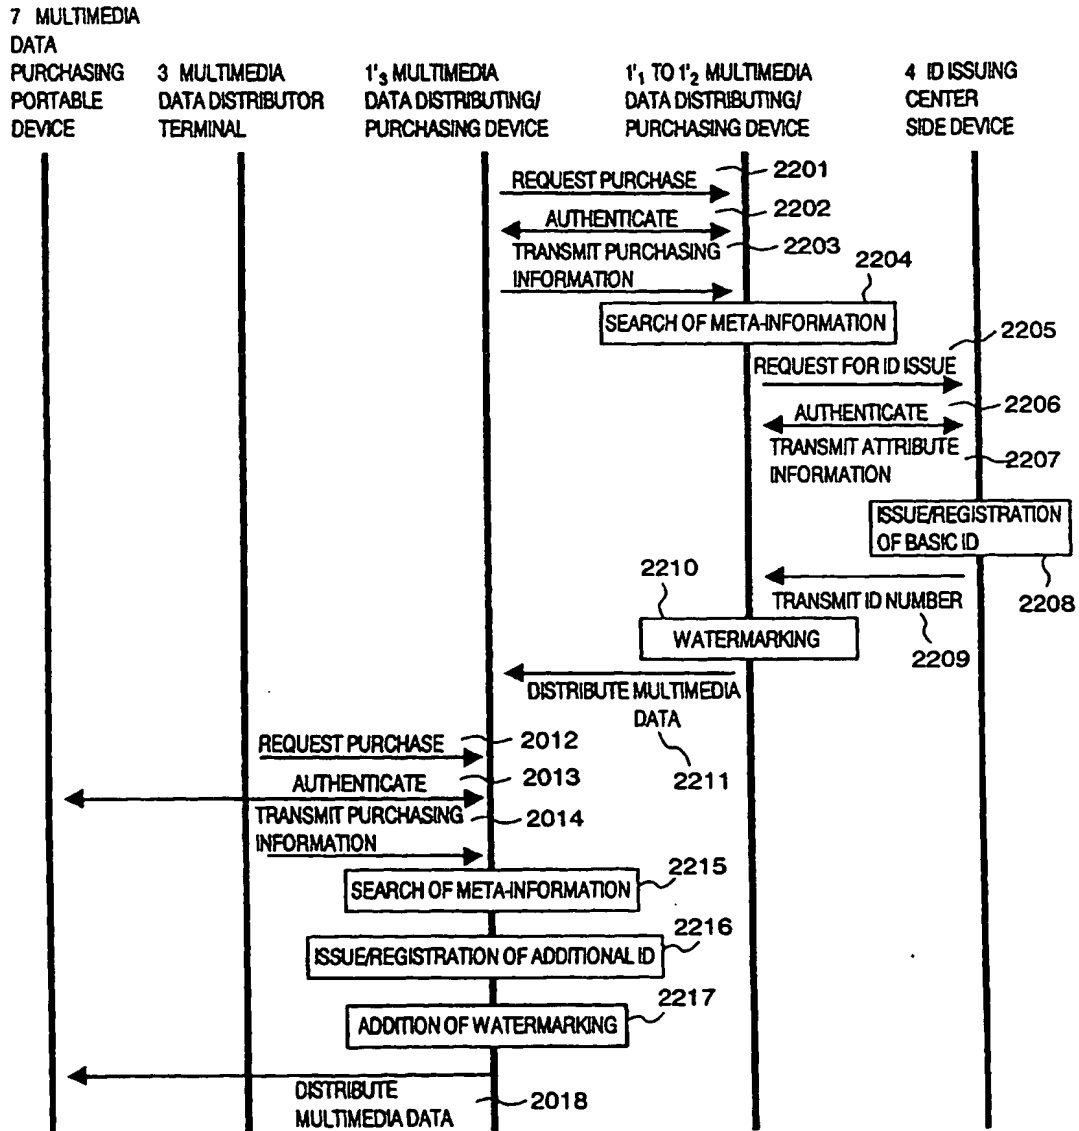 7 MULTIMEDIA
DATA
PURCHASING
PORTABLE
DEVICE
3 MULTIMEDIA
DATA DISTRIBUTOR
TERMINAL
1'3 MULTIMEDIA
DATA DISTRIBUTING/
PURCHASING DEVICE
1'1 TO 1'2 MULTIMEDIA
DATA DISTRIBUTING/
PURCHASING DEVICE
4 ID ISSUING
CENTER
SIDE DEVICE
REQUEST PURCHASE
2201
AUTHENTICATE
2202
TRANSMIT PURCHASING
INFORMATION
2203
2204
SEARCH OF META-INFORMATION
2205
REQUEST FOR ID ISSUE
AUTHENTICATE
2206
TRANSMIT ATTRIBUTE
INFORMATION
2207
ISSUE/REGISTRATION
OF BASIC ID
2208
TRANSMIT ID NUMBER
2209
2210
WATERMARKING
DISTRIBUTE MULTIMEDIA
DATA
2211
REQUEST PURCHASE
2012
AUTHENTICATE
2013
TRANSMIT PURCHASING
INFORMATION
2014
SEARCH OF META-INFORMATION
2215
ISSUE/REGISTRATION OF ADDITIONAL ID
2216
ADDITION OF WATERMARKING
2217
DISTRIBUTE
MULTIMEDIA DATA
2018